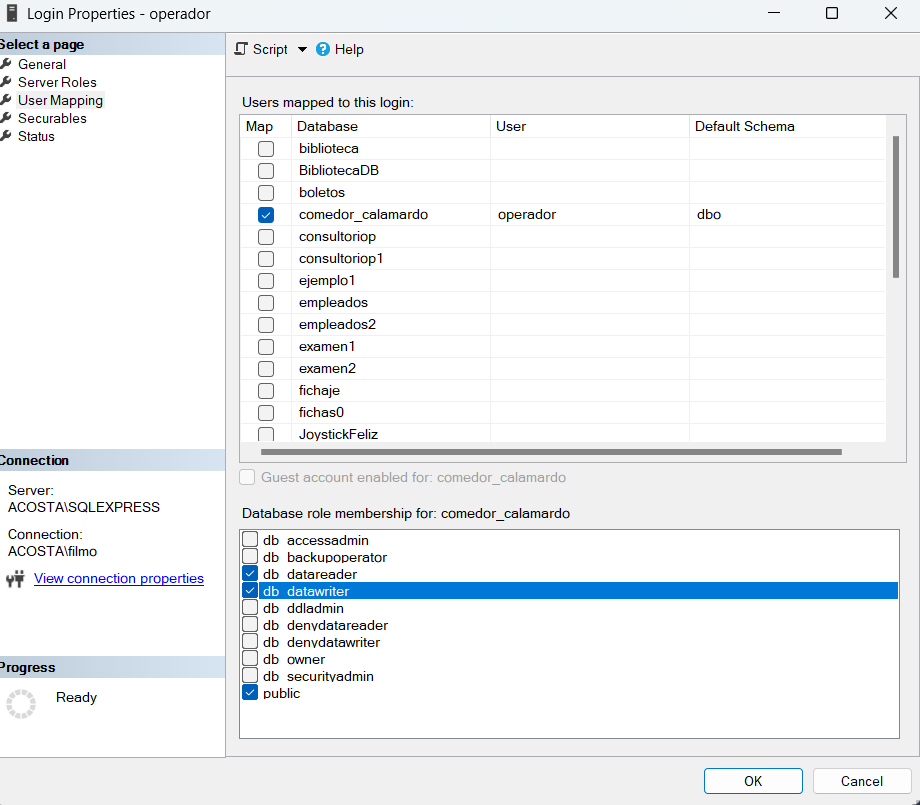 Login Properties - operador
Select a page
General
Server Roles
User Mapping
Securables
Status
Connection
Server:
ACOSTA\SQLEXPRESS
Connection:
ACOSTA\filmo
View connection properties
Progress
Ready
Script Help
Users mapped to this login:
Map Database User Default Schema
biblioteca
BibliotecaDB
boletos
comedor_calamardo operador dbo
consultoriop
consultoriop1
ejemplo1
empleados
empleados2
examen1
examen2
fichaje
fichas0
JoystickFeliz
Guest account enabled for: comedor_calamardo
Database role membership for: comedor_calamardo
db_accessadmin
db_backupoperator
db_datareader
db_datawriter
db_ddladmin
db_denydatareader
db_denydatawriter
db_owner
db_securityadmin
public
OK Cancel